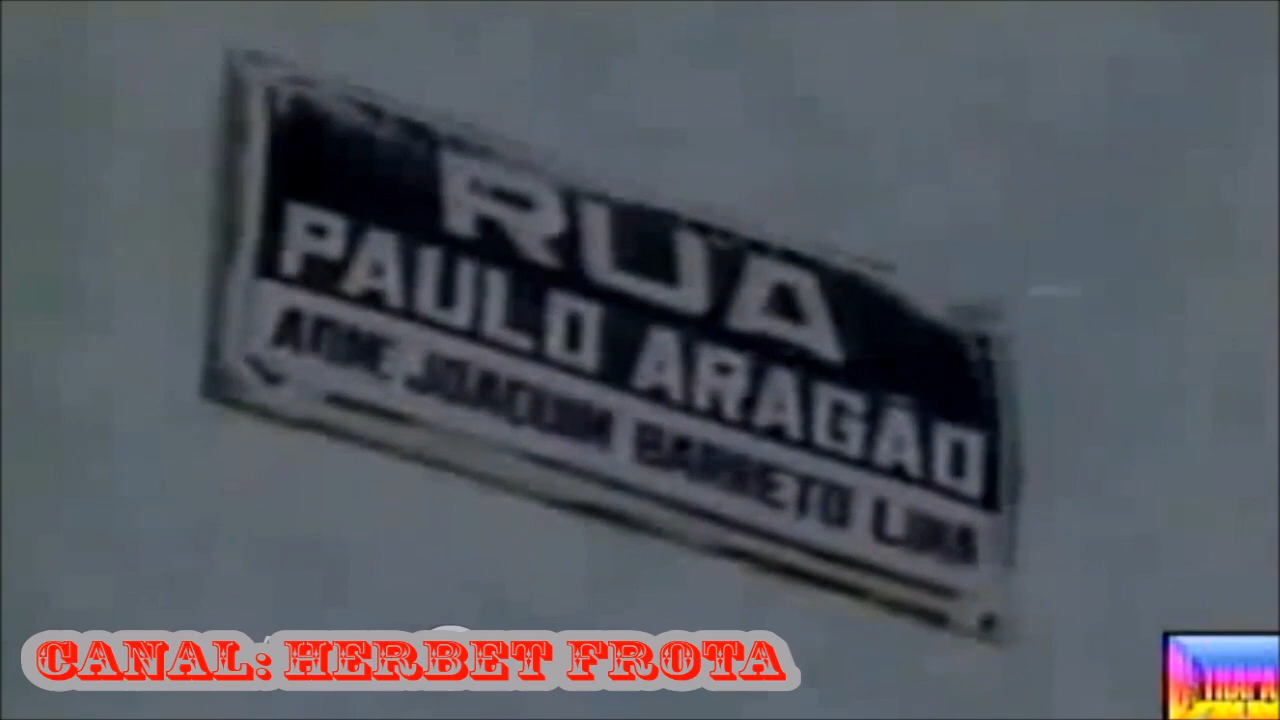 RUA
PAULO ARAGÃO
ADM: JOAQUIM BARRETO LIMA
CANAL: HERBET FROTA